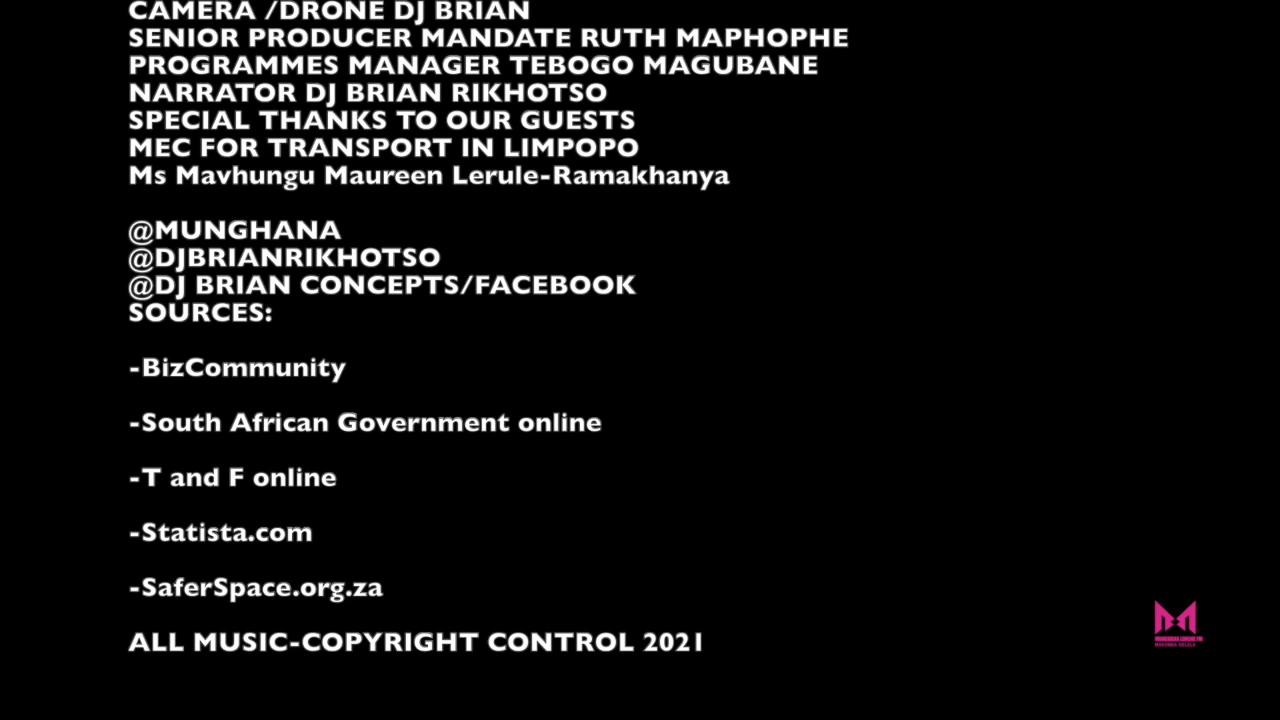 CAMERA /DRONE DJ BRIAN
SENIOR PRODUCER MANDATE RUTH MAPHOPHE
PROGRAMMES MANAGER TEBOGO MAGUBANE
NARRATOR DJ BRIAN RIKHOTSO
SPECIAL THANKS TO OUR GUESTS
MEC FOR TRANSPORT IN LIMPOPO
Ms Mavhungu Maureen Lerule-Ramakhanya
@MUNGHANA
@DJBRIANRIKHOTSO
@DJ BRIAN CONCEPTS/FACEBOOK
SOURCES:
-BizCommunity
-South African Government online
-T and F online
-Statista.com
-SaferSpace.org.za
ALL MUSIC-COPYRIGHT CONTROL 2021